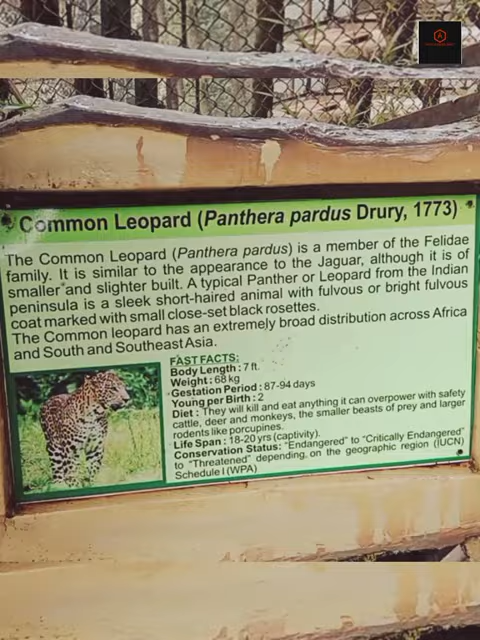 Common Leopard (Panthera pardus Drury, 1773)
The Common Leopard (Panthera pardus) is a member of the Felidae
family. It is similar to the appearance to the Jaguar, although it is of
smaller and slighter built. A typical Panther or Leopard from the Indian
peninsula is a sleek short-haired animal with fulvous or bright fulvous
coat marked with small close-set black rosettes.
The Common leopard has an extremely broad distribution across Africa
and South and Southeast Asia.
FAST FACTS:
Body Length : 7 ft.
Weight : 68 kg
Gestation Period : 87-94 days
Young per Birth : 2
Diet : They will kill and eat anything it can overpower with safety
cattle, deer and monkeys, the smaller beasts of prey and larger
rodents like porcupines.
Life Span : 18-20 yrs (captivity).
Conservation Status: "Endangered" to "Critically Endangered"
to "Threatened" depending on the geographic region (IUCN)
Schedule I (WPA)